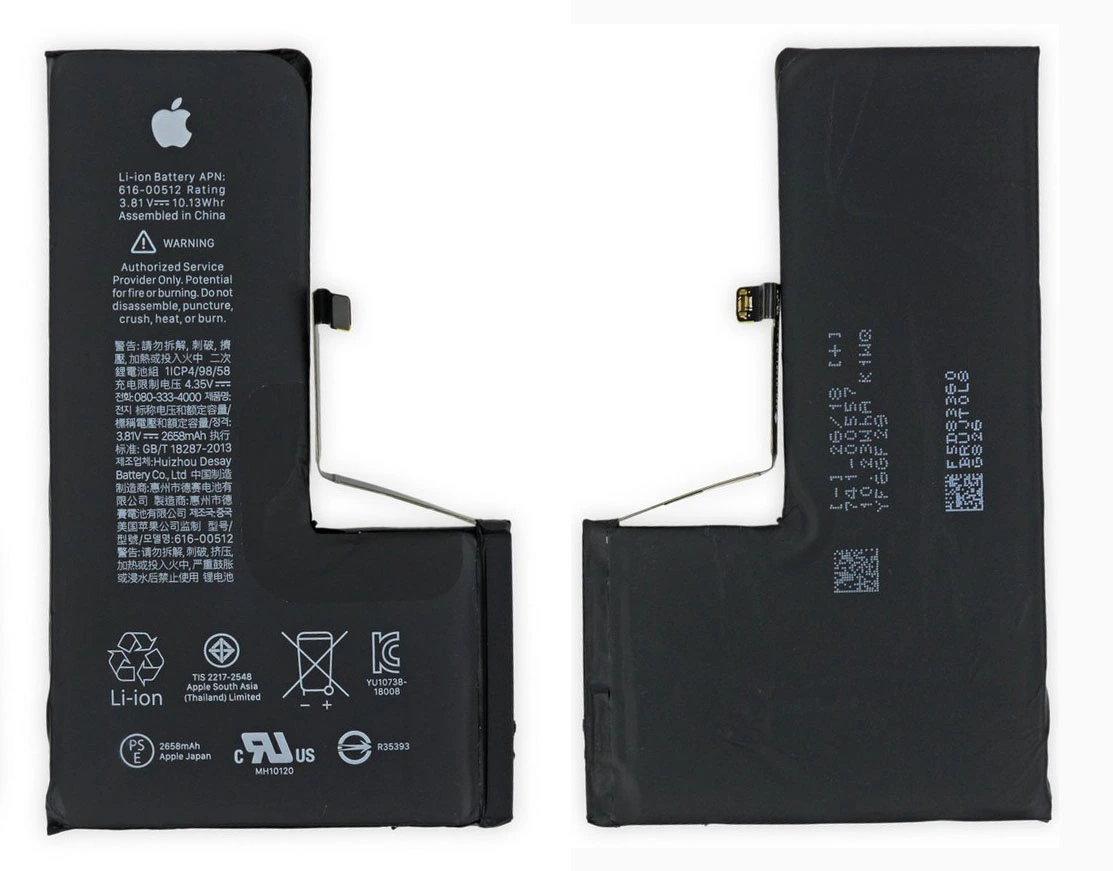 Li-ion Battery APN:
616-00512 Rating
3.81 V⎓ 10.13Whr
Assembled in China
WARNING
Authorized Service
Provider Only. Potential
for fire or burning. Do not
disassemble, puncture,
crush, heat, or burn.
警告:請勿拆解, 刺破, 擠
壓, 加熱或投入火中 二次
鋰電池組 1ICP4/98/58
充电限制电压 4.35V⎓
전화:080-333-4000 제품명:
전지 标称电压和额定容量/
標稱電壓和額定容量/정격:
3.81V⎓ 2658mAh 执行
标准: GB/T 18287-2013
제조업체:Huizhou Desay
Battery Co., Ltd 中国制造
制造商:惠州市德赛电池有
限公司 製造商:惠州市德
賽電池有限公司 제조국:중국
美国苹果公司监制 型号/
型號/모델명:616-00512
警告:请勿拆解, 刺破, 挤压,
加热或投入火中, 严重鼓胀
或浸水后禁止使用 锂电池
Li-ion
TIS 2217-2548
Apple South Asia
(Thailand) Limited
YU10738-
18008
PS
E
2658mAh
Apple Japan
c RU US
MH10120
R35393
741-00557
YF66F29
K1WQ
[+]